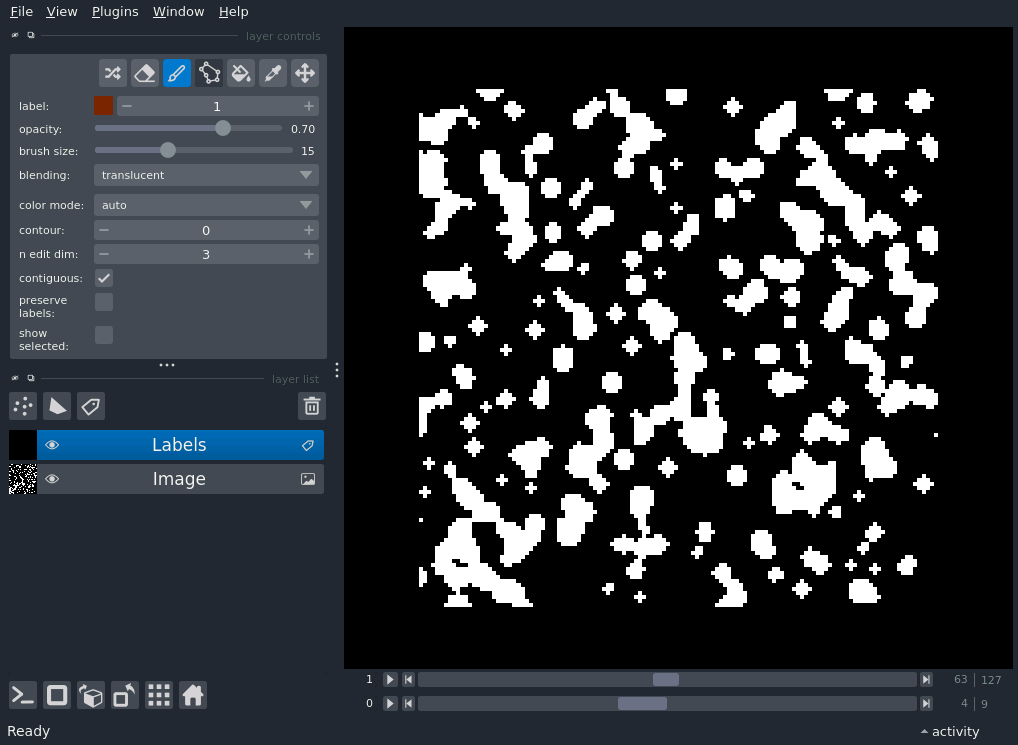 File View Plugins Window Help
layer controls
label: 1
opacity: 0.70
brush size: 15
blending: translucent
color mode: auto
contour: 0
n edit dim: 3
contiguous:
preserve
labels:
show
selected:
layer list
Labels
Image
1 63 127
0 4 9
Ready activity